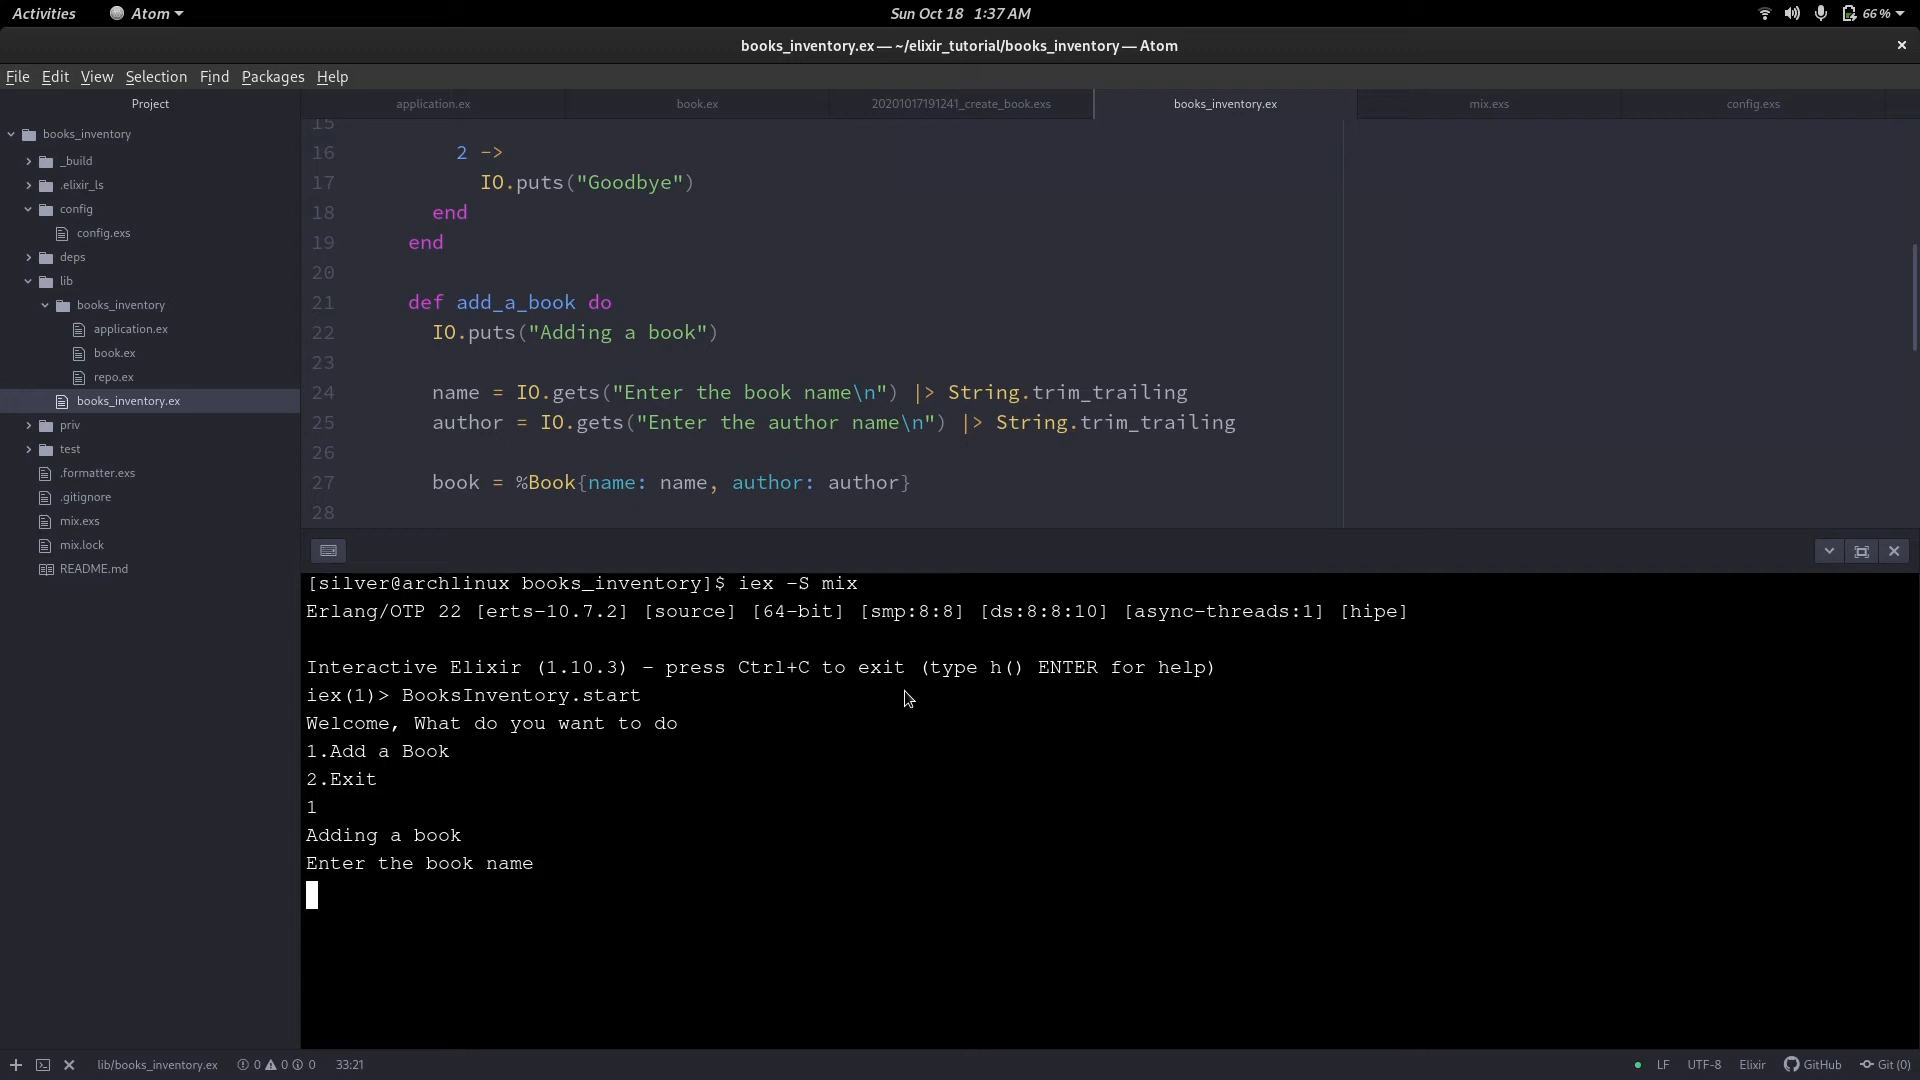 Activities
Atom
Sun Oct 18 1:37 AM
66 %
books_inventory.ex — ~/elixir_tutorial/books_inventory — Atom
File Edit View Selection Find Packages Help
Project
books_inventory
_build
.elixir_ls
config
config.exs
deps
lib
books_inventory
application.ex
book.ex
repo.ex
books_inventory.ex
priv
test
.formatter.exs
.gitignore
mix.exs
mix.lock
README.md
application.ex
book.ex
20201017191241_create_book.exs
books_inventory.ex
mix.exs
config.exs
15
16 2 ->
17 IO.puts("Goodbye")
18 end
19 end
20
21 def add_a_book do
22 IO.puts("Adding a book")
23
24 name = IO.gets("Enter the book name\n") |> String.trim_trailing
25 author = IO.gets("Enter the author name\n") |> String.trim_trailing
26
27 book = %Book{name: name, author: author}
28
[silver@archlinux books_inventory]$ iex -S mix
Erlang/OTP 22 [erts-10.7.2] [source] [64-bit] [smp:8:8] [ds:8:8:10] [async-threads:1] [hipe]
Interactive Elixir (1.10.3) - press Ctrl+C to exit (type h() ENTER for help)
iex(1)> BooksInventory.start
Welcome, What do you want to do
1.Add a Book
2.Exit
1
Adding a book
Enter the book name
lib/books_inventory.ex
0 0 0
33:21
LF
UTF-8
Elixir
GitHub
Git (0)